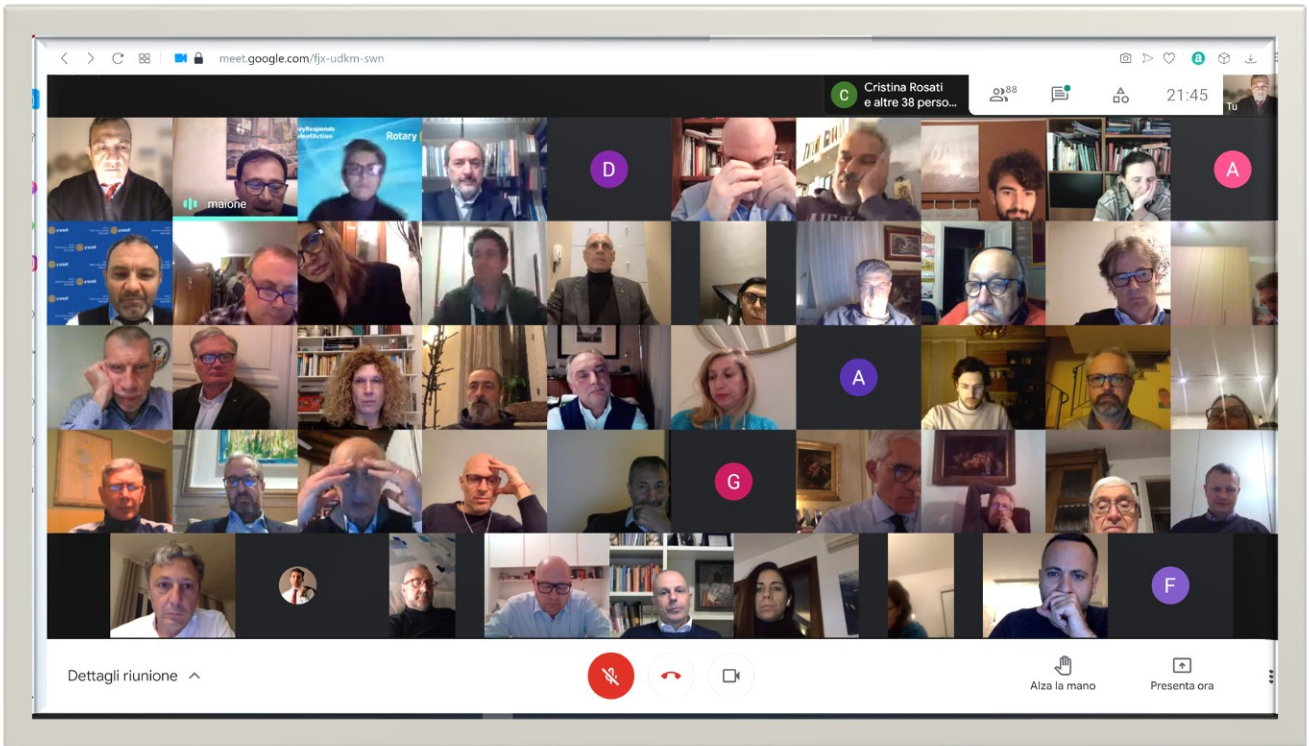 meet.google.com/fjx-udkm-swn
Cristina Rosati
e altre 38 perso...
C
88
21:45
Tu
Rotary
D
A
maione
A
G
F
Dettagli riunione
Alza la mano
Presenta ora